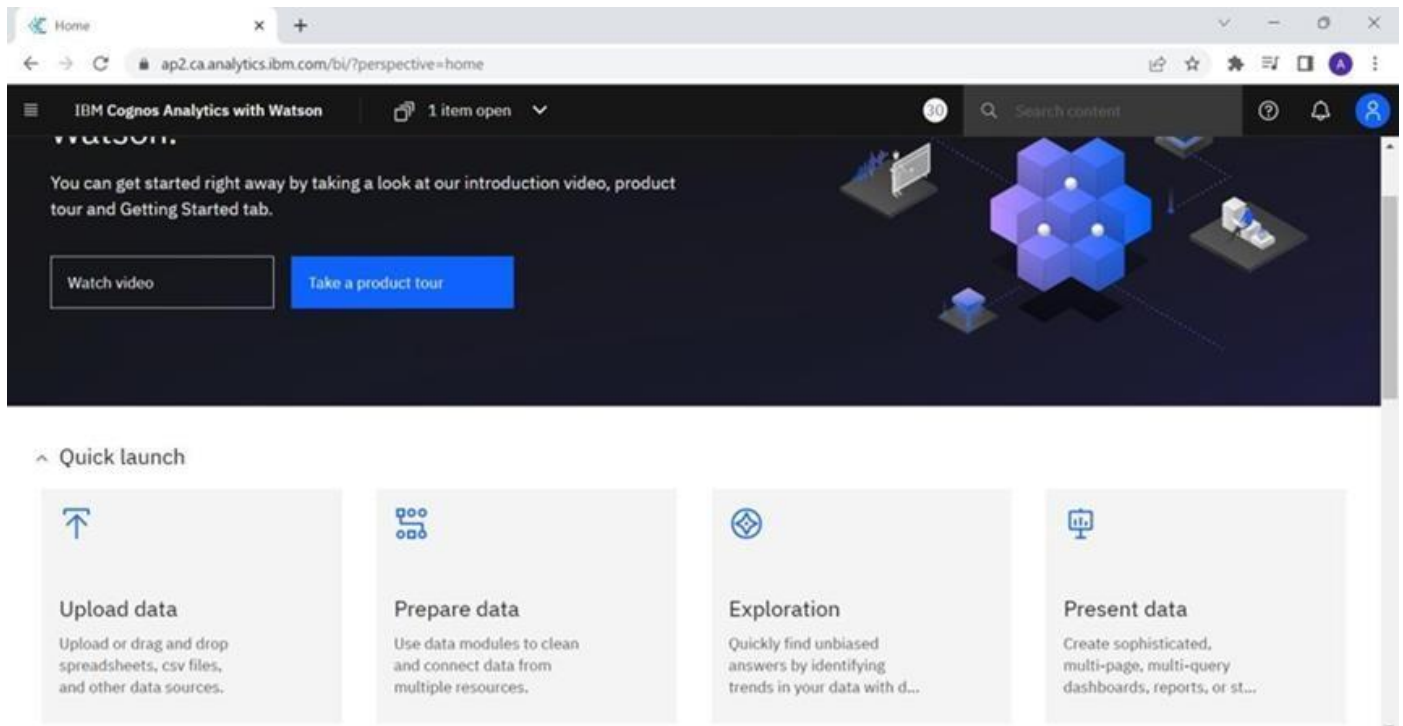 Home
ap2.ca.analytics.ibm.com/bi/?perspective=home
A
IBM Cognos Analytics with Watson
1 item open
30
Search content
Watson.
You can get started right away by taking a look at our introduction video, product
tour and Getting Started tab.
Watch video
Take a product tour
Quick launch
Upload data
Upload or drag and drop
spreadsheets, csv files,
and other data sources.
Prepare data
Use data modules to clean
and connect data from
multiple resources.
Exploration
Quickly find unbiased
answers by identifying
trends in your data with d...
Present data
Create sophisticated,
multi-page, multi-query
dashboards, reports, or st...